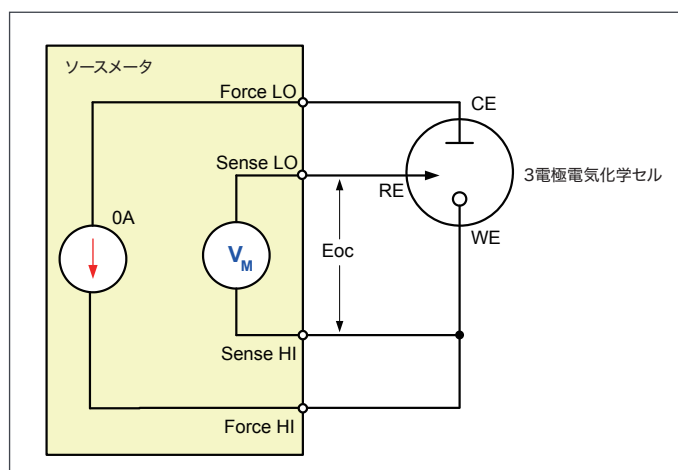 ソースメータ
Force LO
CE
Sense LO
RE
3電極電気化学セル
0A
VM
Eoc
WE
Sense HI
Force HI